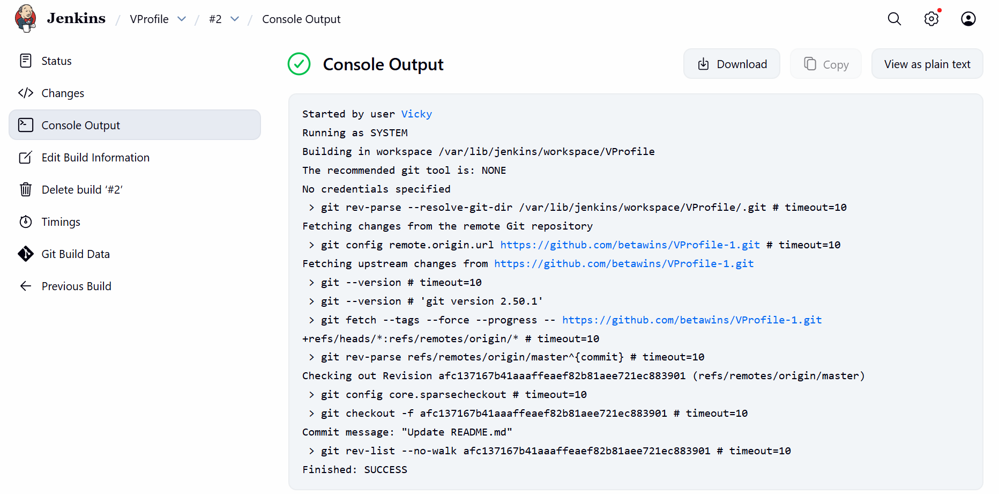 Jenkins / VProfile / #2 / Console Output
Status
Changes
Console Output
Edit Build Information
Delete build ‘#2’
Timings
Git Build Data
Previous Build
Console Output
Download
Copy
View as plain text
Started by user Vicky
Running as SYSTEM
Building in workspace /var/lib/jenkins/workspace/VProfile
The recommended git tool is: NONE
No credentials specified
 > git rev-parse --resolve-git-dir /var/lib/jenkins/workspace/VProfile/.git # timeout=10
Fetching changes from the remote Git repository
 > git config remote.origin.url https://github.com/betawins/VProfile-1.git # timeout=10
Fetching upstream changes from https://github.com/betawins/VProfile-1.git
 > git --version # timeout=10
 > git --version # 'git version 2.50.1'
 > git fetch --tags --force --progress -- https://github.com/betawins/VProfile-1.git
+refs/heads/*:refs/remotes/origin/* # timeout=10
 > git rev-parse refs/remotes/origin/master^{commit} # timeout=10
Checking out Revision afc137167b41aaaffeaef82b81aee721ec883901 (refs/remotes/origin/master)
 > git config core.sparsecheckout # timeout=10
 > git checkout -f afc137167b41aaaffeaef82b81aee721ec883901 # timeout=10
Commit message: "Update README.md"
 > git rev-list --no-walk afc137167b41aaaffeaef82b81aee721ec883901 # timeout=10
Finished: SUCCESS